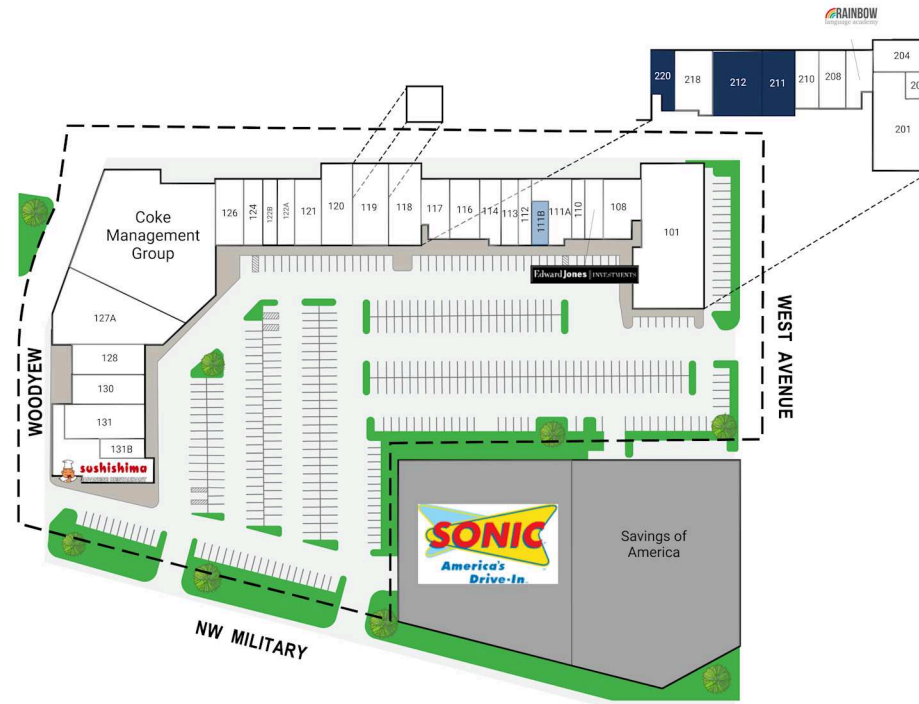 RAINBOW
language academy
220
218
212
211
210
208
204
201
Coke
Management
Group
126
124
122B
122A
121
120
119
118
117
116
114
113
112
111B
111A
110
108
101
Edward Jones | INVESTMENTS
127A
128
130
131
131B
sushishima
JAPANESE RESTAURANT
WOODYEW
WEST AVENUE
NW MILITARY
SONIC
America's
Drive-In
Savings of
America